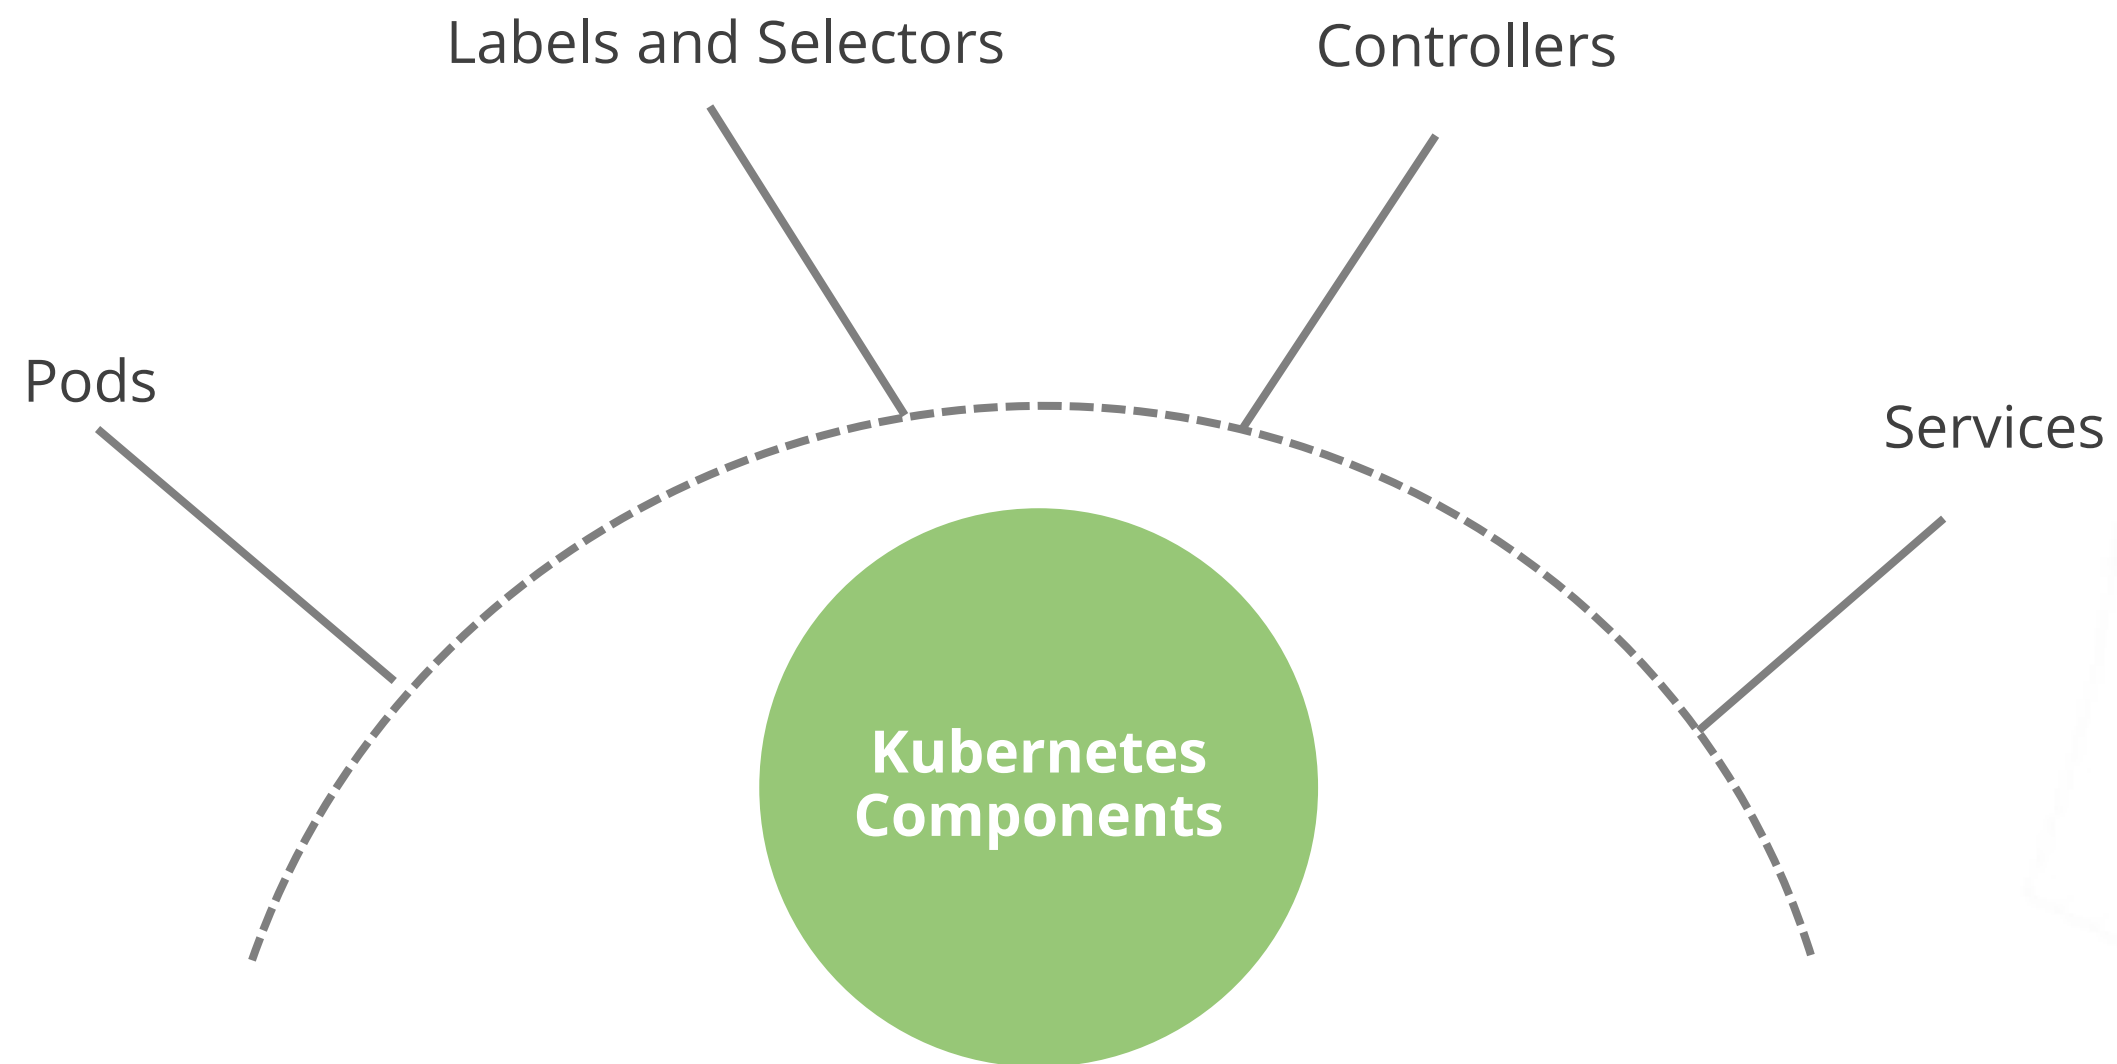 Labels and Selectors
Controllers
Pods
Services
Kubernetes
Components